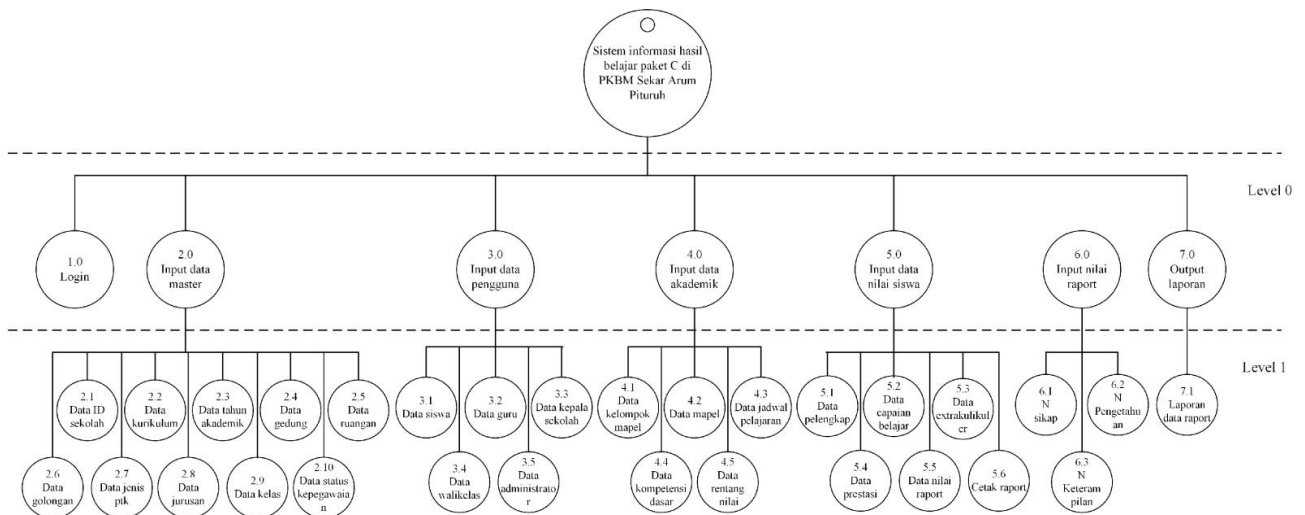 Sistem informasi hasil
belajar paket C di
PKBM Sekar Arum
Pituruh
Level 0
1.0
Login
2.0
Input data
master
3.0
Input data
pengguna
4.0
Input data
akademik
5.0
Input data
nilai siswa
6.0
Input nilai
raport
7.0
Output
laporan
Level 1
2.1
Data ID
sekolah
2.2
Data
kurikulum
2.3
Data tahun
akademik
2.4
Data
gedung
2.5
Data
ruangan
3.1
Data siswa
3.2
Data guru
3.3
Data kepala
sekolah
4.1
Data
kelompok
mapel
4.2
Data mapel
4.3
Data jadwal
pelajaran
5.1
Data
pelengkap
5.2
Data
capaian
belajar
5.3
Data
extrakulikul
er
6.1
N
sikap
6.2
N
Pengetahu
an
7.1
Laporan
data raport
2.6
Data
golongan
2.7
Data jenis
ptk
2.8
Data
jurusan
2.9
Data kelas
2.10
Data status
kepegawaia
n
3.4
Data
walikelas
3.5
Data
administrato
r
4.4
Data
kompetensi
dasar
4.5
Data
rentang
nilai
5.4
Data
prestasi
5.5
Data nilai
raport
5.6
Cetak raport
6.3
N
Keteram
pilan